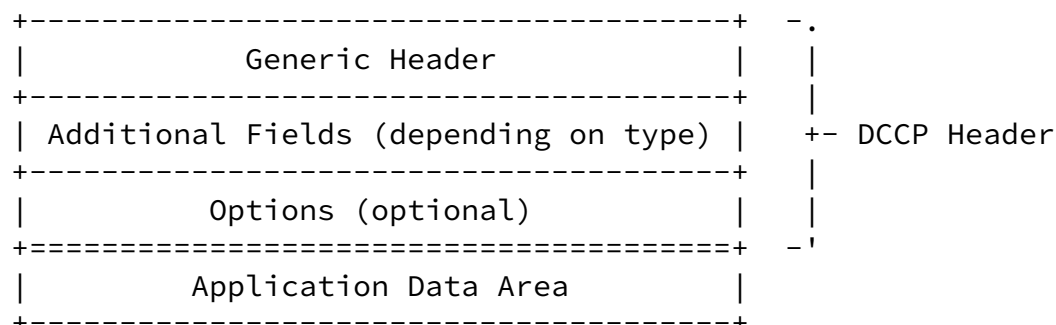 +---------------------------------------+  -.
|            Generic Header             |   |
+---------------------------------------+   |
| Additional Fields (depending on type) |   +- DCCP Header
+---------------------------------------+   |
|          Options (optional)           |   |
+=======================================+  -'
|         Application Data Area         |
+---------------------------------------+